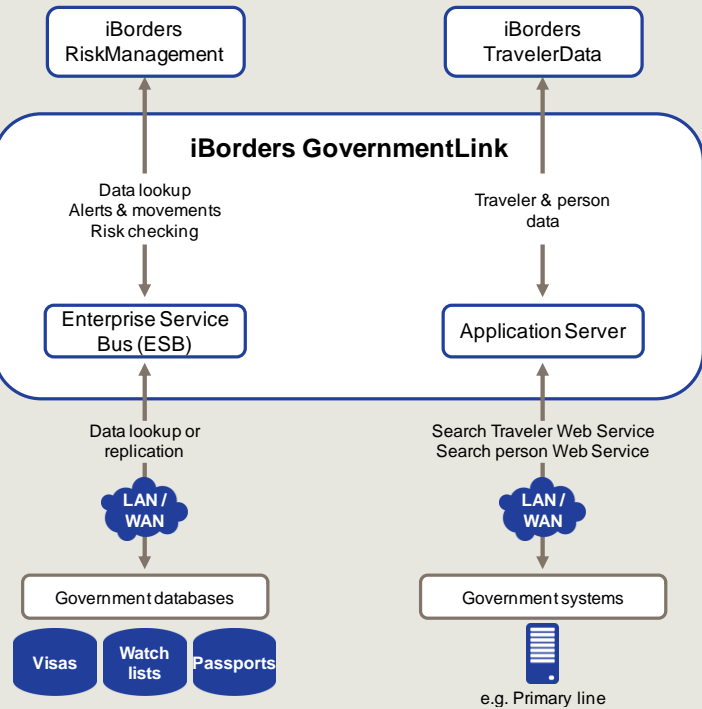 iBorders
RiskManagement
iBorders
TravelerData
iBorders GovernmentLink
Data lookup
Alerts & movements
Risk checking
Traveler & person
data
Enterprise Service
Bus (ESB)
Application Server
Data lookup or
replication
Search Traveler Web Service
Search person Web Service
LAN /
WAN
LAN /
WAN
Government databases
Government systems
Visas
Watch
lists
Passports
e.g. Primary line